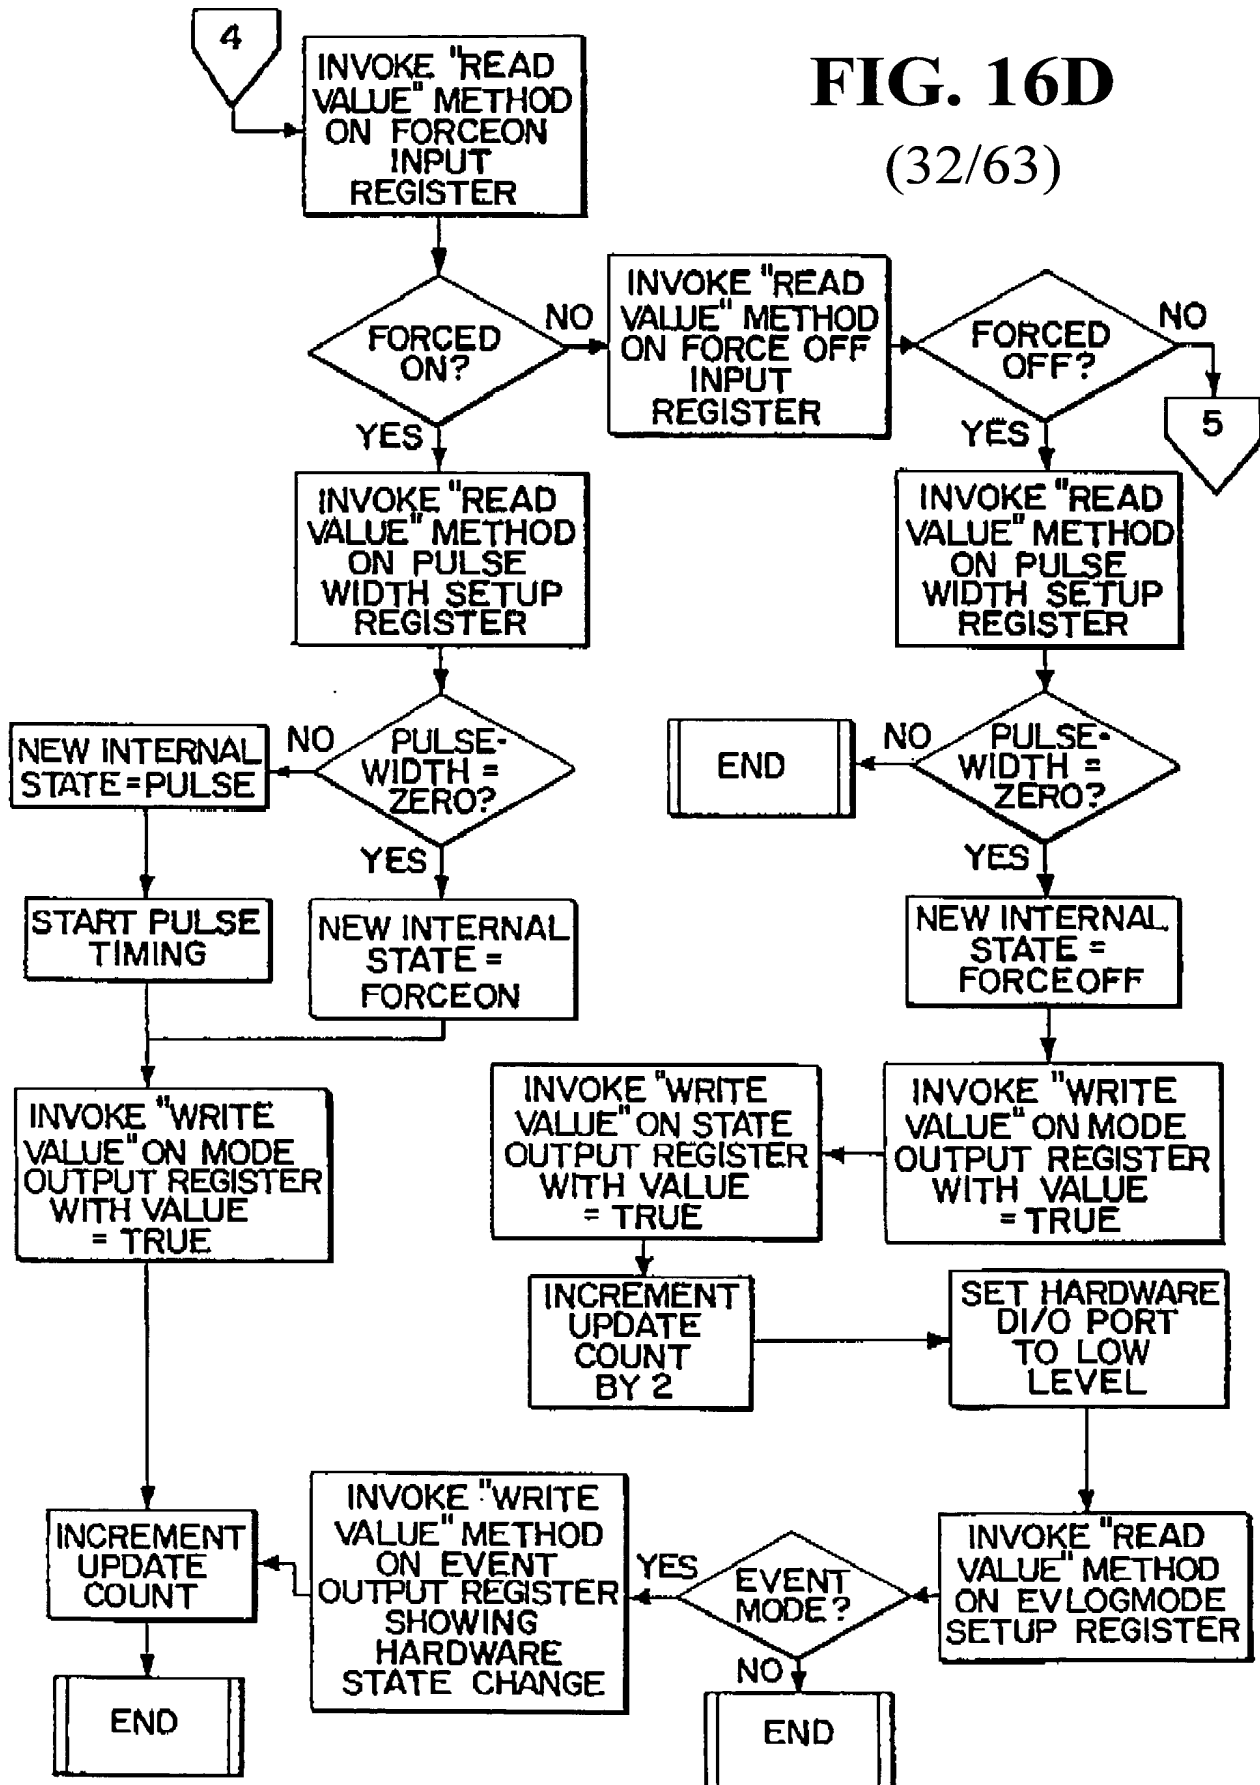 4
INVOKE "READ
VALUE" METHOD
ON FORCEON
INPUT
REGISTER
FIG. 16D
(32/63)
FORCED
ON?
NO
YES
INVOKE "READ
VALUE" METHOD
ON FORCE OFF
INPUT
REGISTER
FORCED
OFF?
NO
5
YES
INVOKE "READ
VALUE" METHOD
ON PULSE
WIDTH SETUP
REGISTER
INVOKE "READ
VALUE" METHOD
ON PULSE
WIDTH SETUP
REGISTER
NEW INTERNAL
STATE=PULSE
NO
PULSE-
WIDTH =
ZERO?
YES
END
NO
PULSE-
WIDTH =
ZERO?
YES
START PULSE
TIMING
NEW INTERNAL
STATE =
FORCEON
NEW INTERNAL
STATE =
FORCEOFF
INVOKE "WRITE
VALUE" ON MODE
OUTPUT REGISTER
WITH VALUE
= TRUE
INVOKE "WRITE
VALUE" ON STATE
OUTPUT REGISTER
WITH VALUE
= TRUE
INVOKE "WRITE
VALUE" ON MODE
OUTPUT REGISTER
WITH VALUE
= TRUE
INCREMENT
UPDATE
COUNT
BY 2
SET HARDWARE
DI/O PORT
TO LOW
LEVEL
INCREMENT
UPDATE
COUNT
INVOKE "WRITE
VALUE" METHOD
ON EVENT
OUTPUT REGISTER
SHOWING
HARDWARE
STATE CHANGE
YES
EVENT
MODE?
NO
INVOKE "READ
VALUE" METHOD
ON EVLOGMODE
SETUP REGISTER
END
END